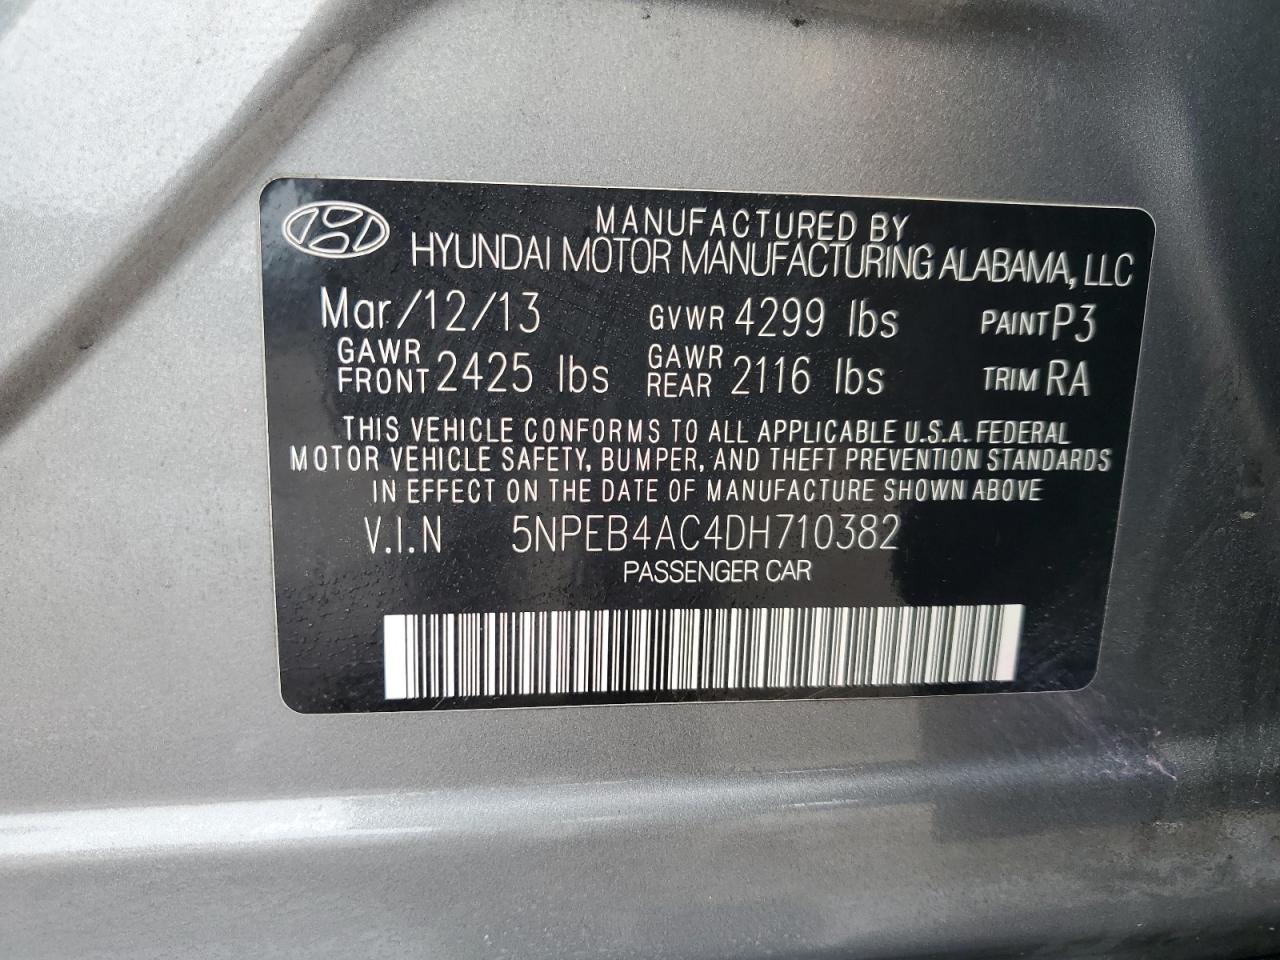 MANUFACTURED BY
HYUNDAI MOTOR MANUFACTURING ALABAMA, LLC
Mar/12/13 GVWR 4299 lbs PAINT P3
GAWR FRONT 2425 lbs GAWR REAR 2116 lbs TRIM RA
THIS VEHICLE CONFORMS TO ALL APPLICABLE U.S.A. FEDERAL
MOTOR VEHICLE SAFETY, BUMPER, AND THEFT PREVENTION STANDARDS
IN EFFECT ON THE DATE OF MANUFACTURE SHOWN ABOVE
V.I.N 5NPEB4AC4DH710382
PASSENGER CAR